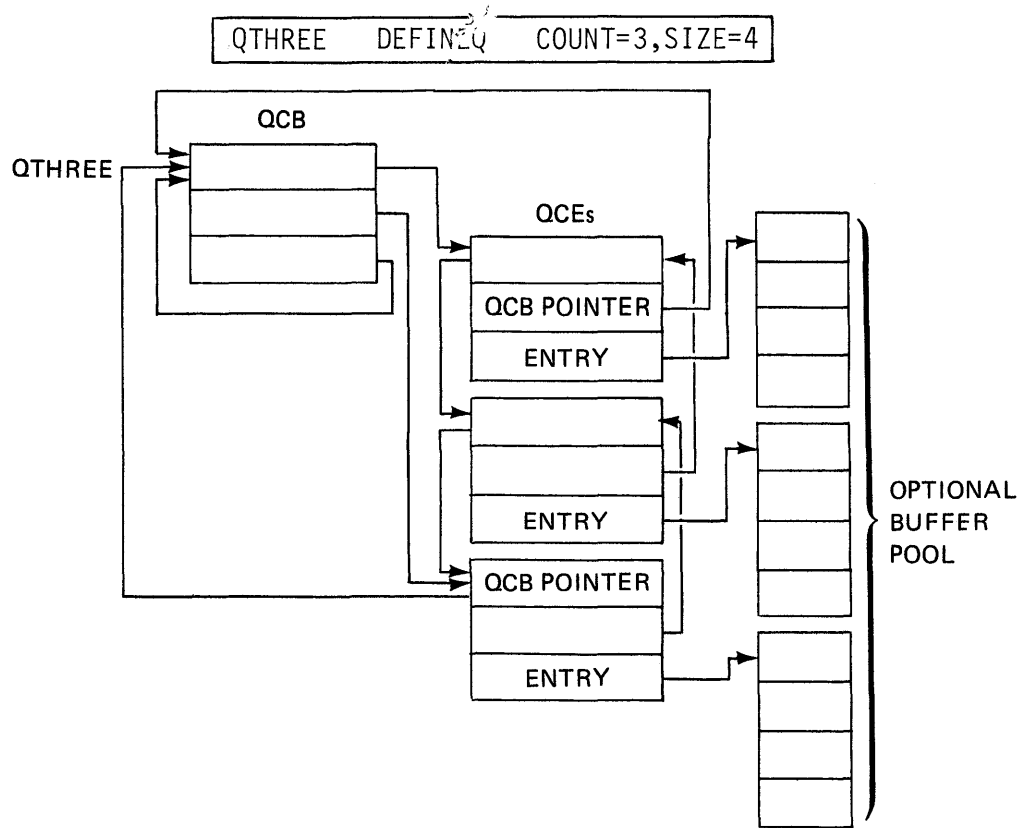 QTHREE DEFINEQ COUNT=3,SIZE=4
QCB
QTHREE
QCEs
QCB POINTER
ENTRY
ENTRY
QCB POINTER
ENTRY
OPTIONAL
BUFFER
POOL